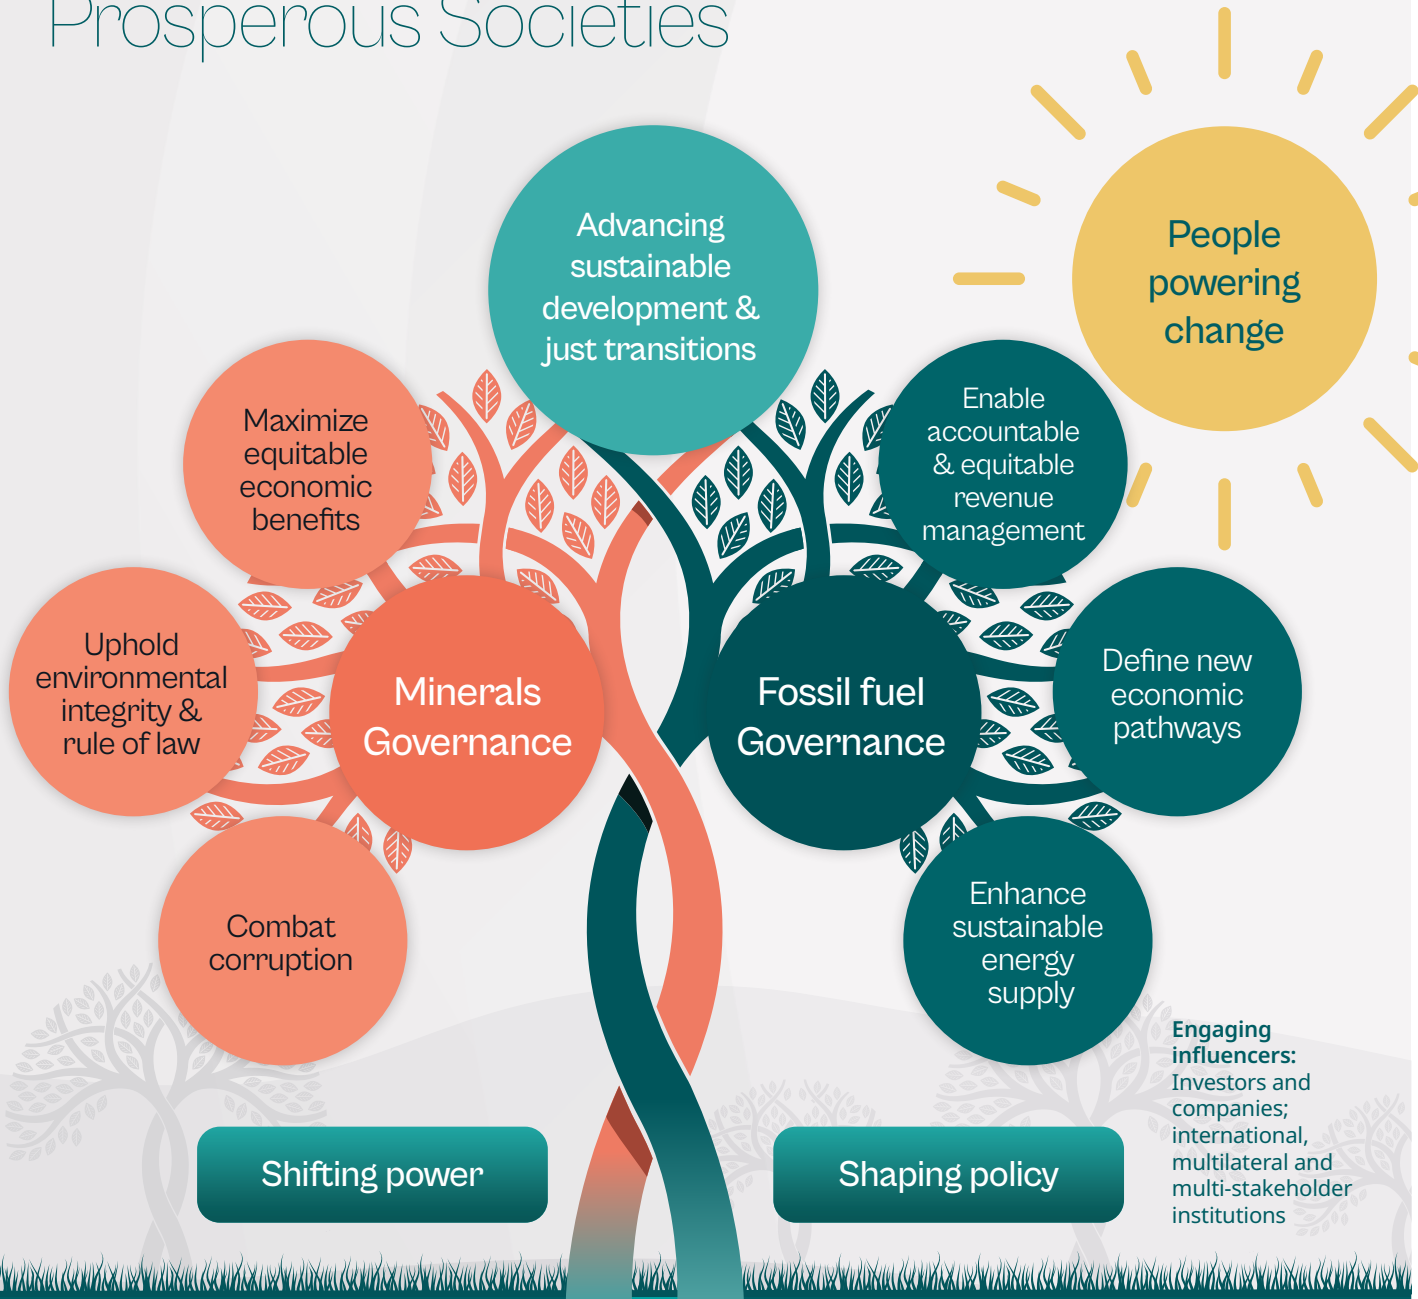 Prosperous Societies
Advancing
sustainable
development &
just transitions
People
powering
change
Maximize
equitable
economic
benefits
Enable
accountable
& equitable
revenue
management
Uphold
environmental
integrity &
rule of law
Minerals
Governance
Fossil fuel
Governance
Define new
economic
pathways
Combat
corruption
Enhance
sustainable
energy
supply
Engaging
influencers:
Investors and
companies;
international,
multilateral and
multi-stakeholder
institutions
Shifting power
Shaping policy